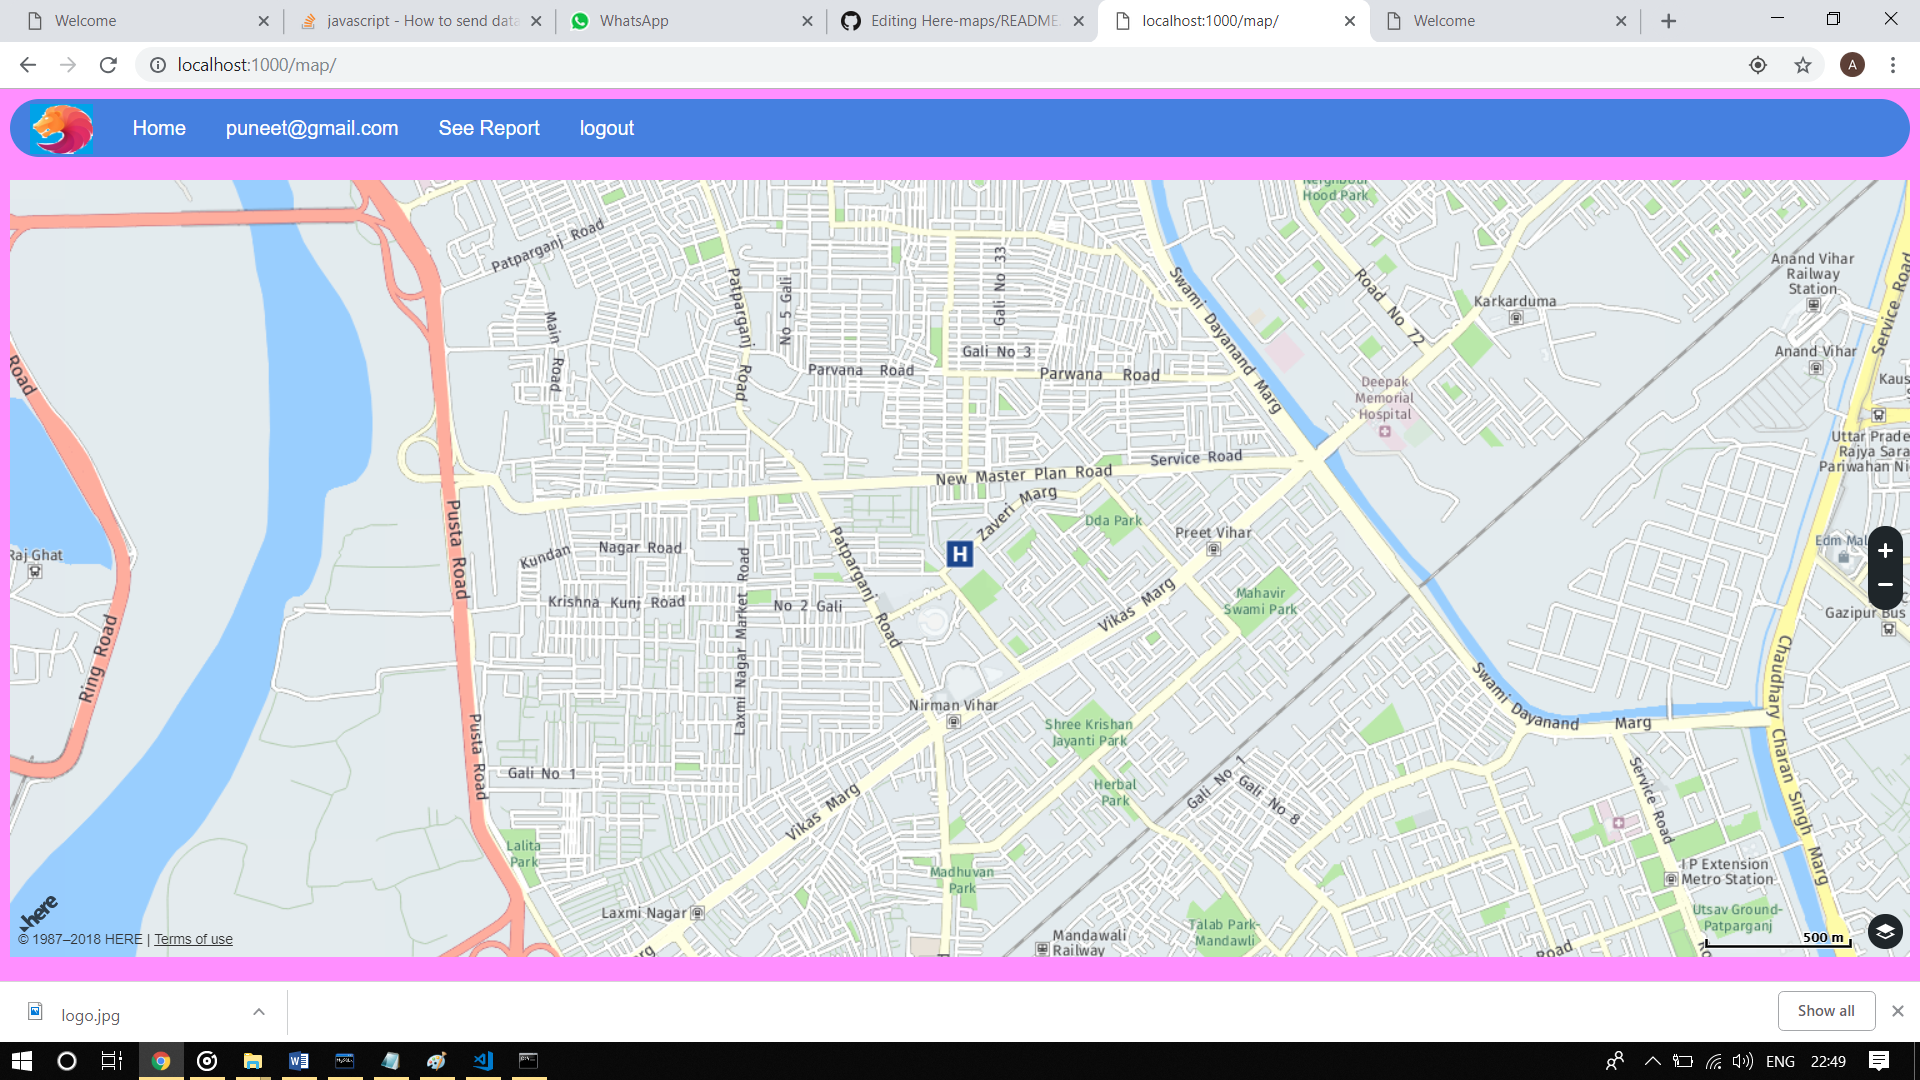 Welcome
javascript - How to send data
WhatsApp
Editing Here-maps/README.
localhost:1000/map/
Welcome
localhost:1000/map/
A
Home
puneet@gmail.com
See Report
logout
Neighbour
Hood Park
Patparganj Road
Patparganj Road
No 5 Gali
Gali No 33
Main Road
Gali No 3
Parvana Road
Parwana Road
Swami Dayanand Marg
Road No 72
Karkarduma
Anand Vihar
Railway
Station
Anand Vihar
Service Road
Kaus
Deepak
Memorial
Hospital
Uttar Prade
Rajya Sara
Pariwahan Ni
Road
New Master Plan Road
Service Road
Zaveri Marg
Dda Park
Preet Vihar
H
Edm Mal
Raj Ghat
Pusta Road
Kundan
Nagar Road
Krishna Kunj Road
No 2 Gali
Laxmi Nagar Market Road
Patparganj Road
Vikas Marg
Mahavir
Swami Park
Gazipur Bus
Ring Road
Swami Dayanand Marg
Chaudhary Charan Singh Marg
Nirman Vihar
Shree Krishan
Jayanti Park
Pusta Road
Gali No 1
Vikas Marg
Herbal
Park
Gali No 1
Gali No 8
Service Road
Lalita
Park
Madhuvan
Park
I P Extension
Metro Station
Laxmi Nagar
Talab Park-
Mandawli
Utsav Ground-
Patparganj
Mandawali
Railway
Road
here
© 1987–2018 HERE | Terms of use
500 m
logo.jpg
Show all
ENG
22:49